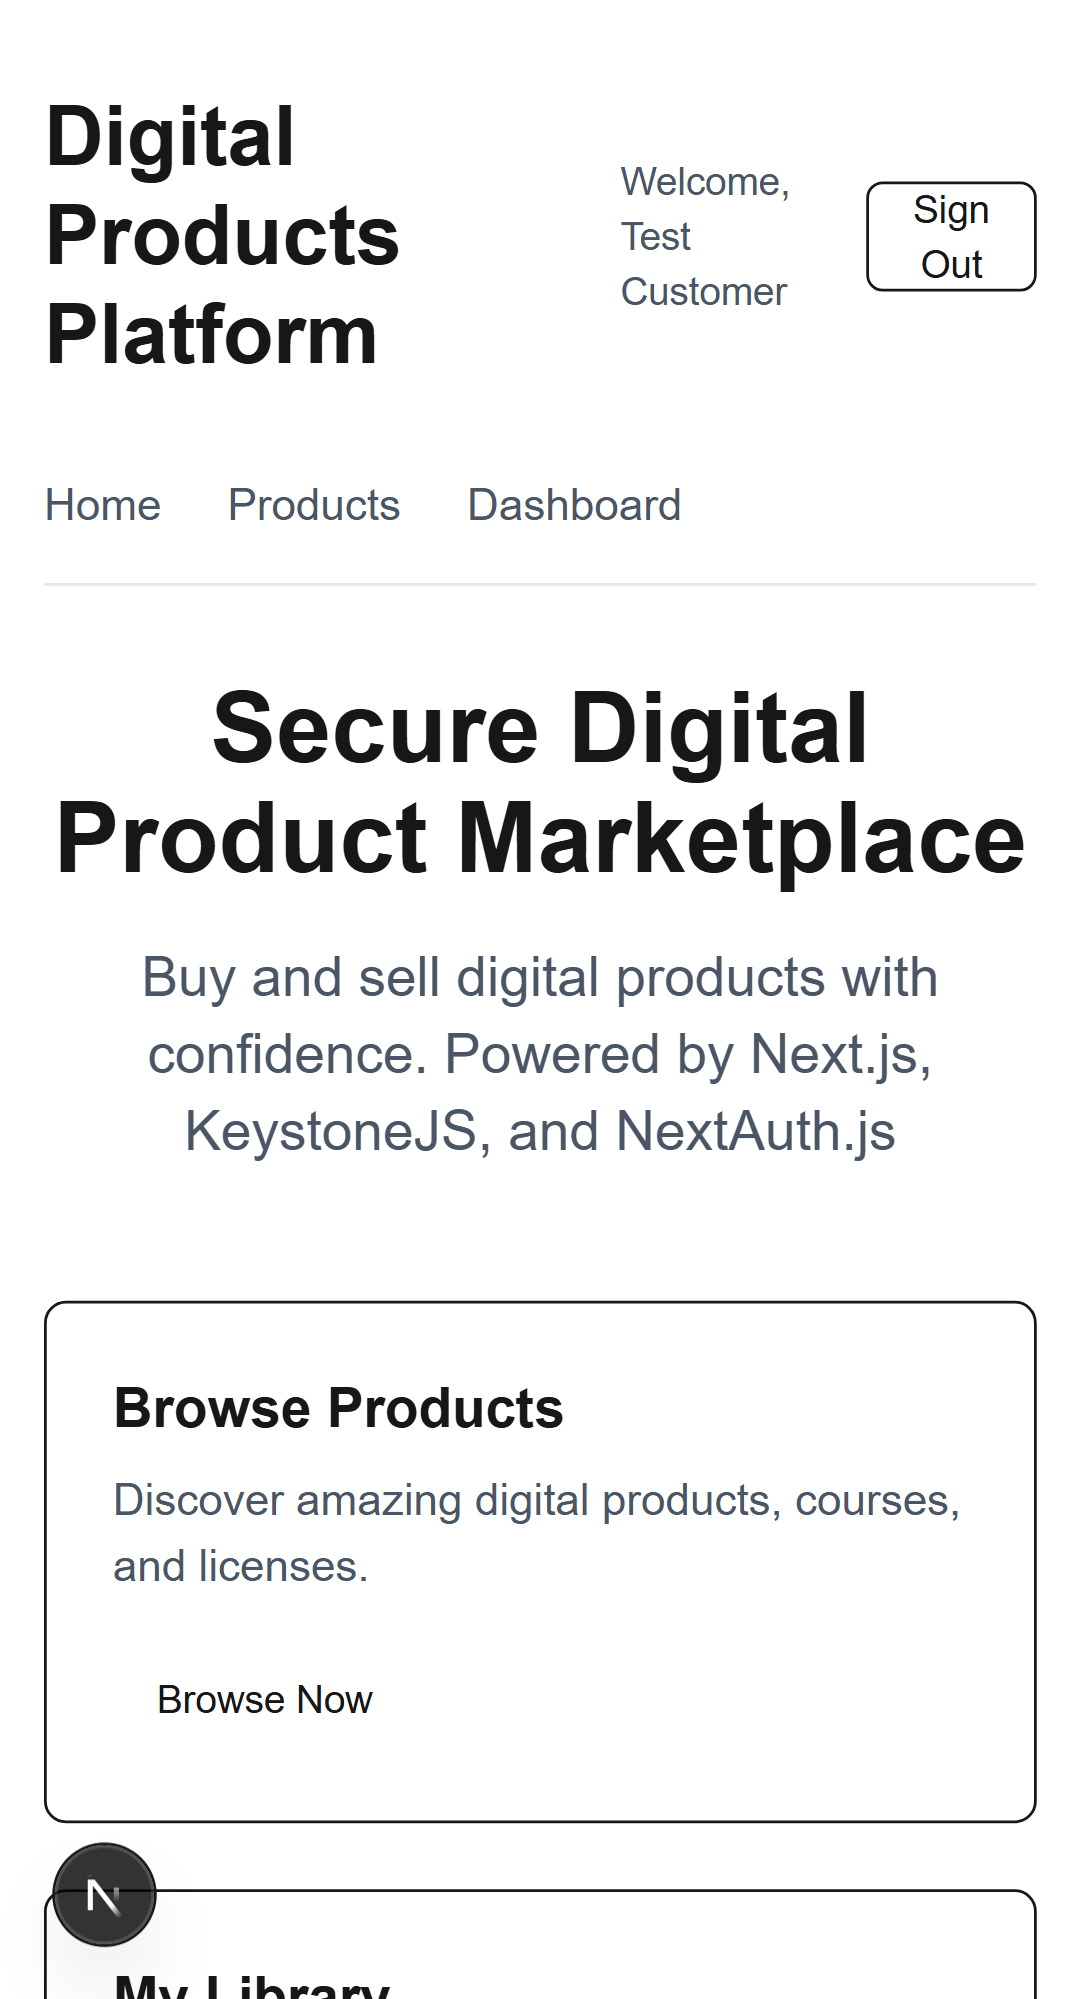 Digital
Products
Platform
Welcome,
Test
Customer
Sign
Out
Home Products Dashboard
Secure Digital
Product Marketplace
Buy and sell digital products with
confidence. Powered by Next.js,
KeystoneJS, and NextAuth.js
Browse Products
Discover amazing digital products, courses,
and licenses.
Browse Now
N
My Library